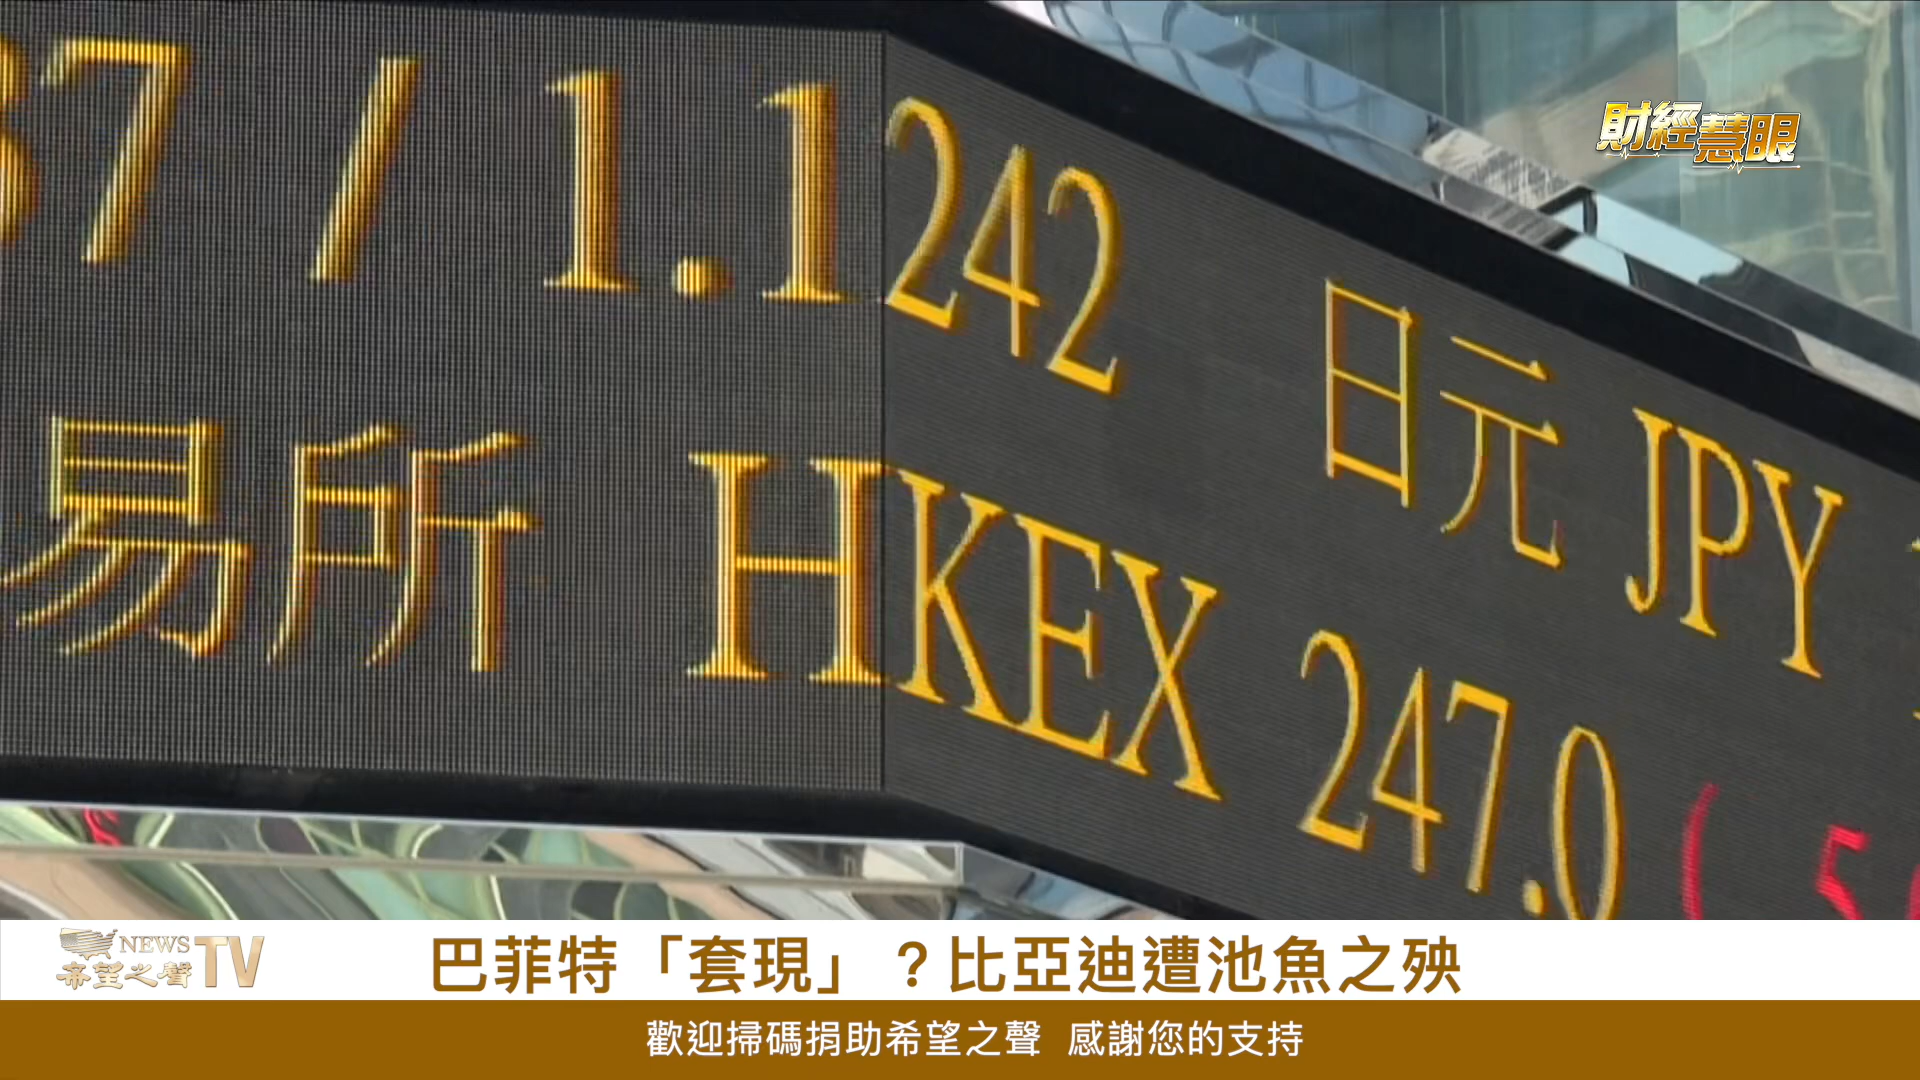 37 / 1.1242 日元 JPY
易所 HKEX 247.0 (
財經慧眼
NEWS
希望之聲 TV
巴菲特「套現」？比亞迪遭池魚之殃
歡迎掃碼捐助希望之聲 感謝您的支持